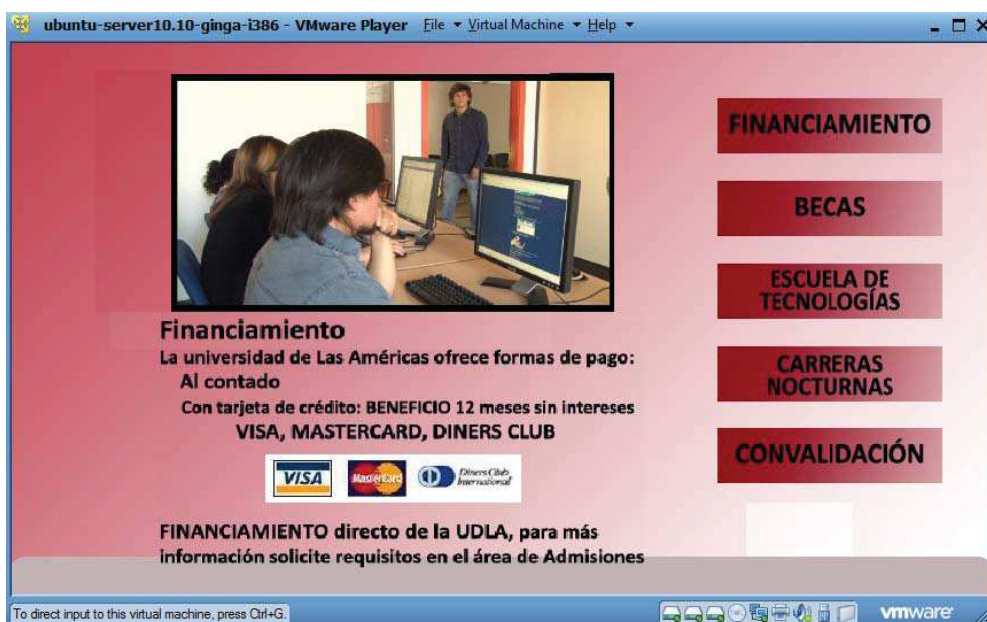 ubuntu-server10.10-ginga-i386 - VMware Player File Virtual Machine Help
FINANCIAMIENTO
BECAS
ESCUELA DE
TECNOLOGÍAS
CARRERAS
NOCTURNAS
CONVALIDACIÓN
Financiamiento
La universidad de Las Américas ofrece formas de pago:
Al contado
Con tarjeta de crédito: BENEFICIO 12 meses sin intereses
VISA, MASTERCARD, DINERS CLUB
VISA MasterCard Diners Club
International
FINANCIAMIENTO directo de la UDLA, para más
información solicite requisitos en el área de Admisiones
To direct input to this virtual machine, press Ctrl+G.
vmware